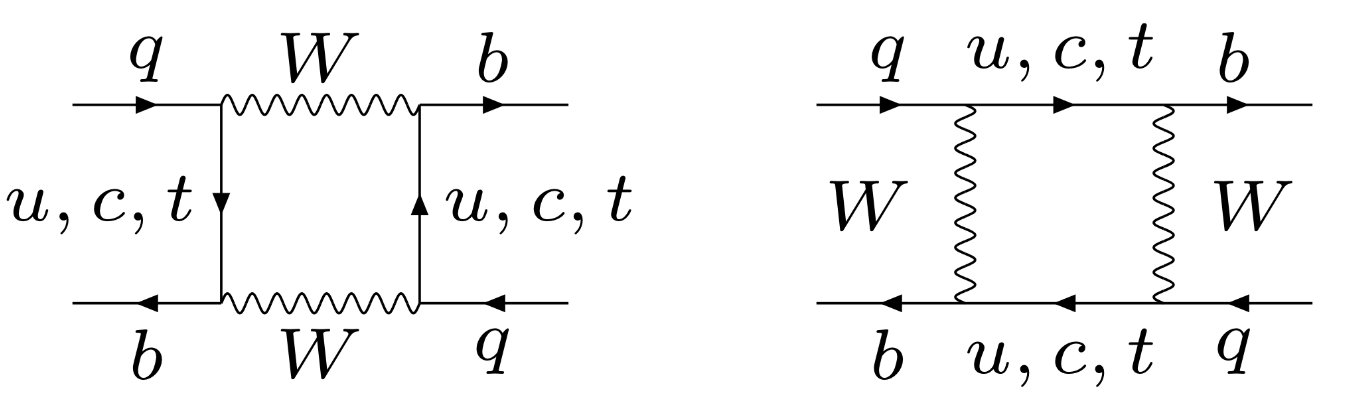 q W b
u, c, t u, c, t
b W q
q u, c, t b
W W
b u, c, t q